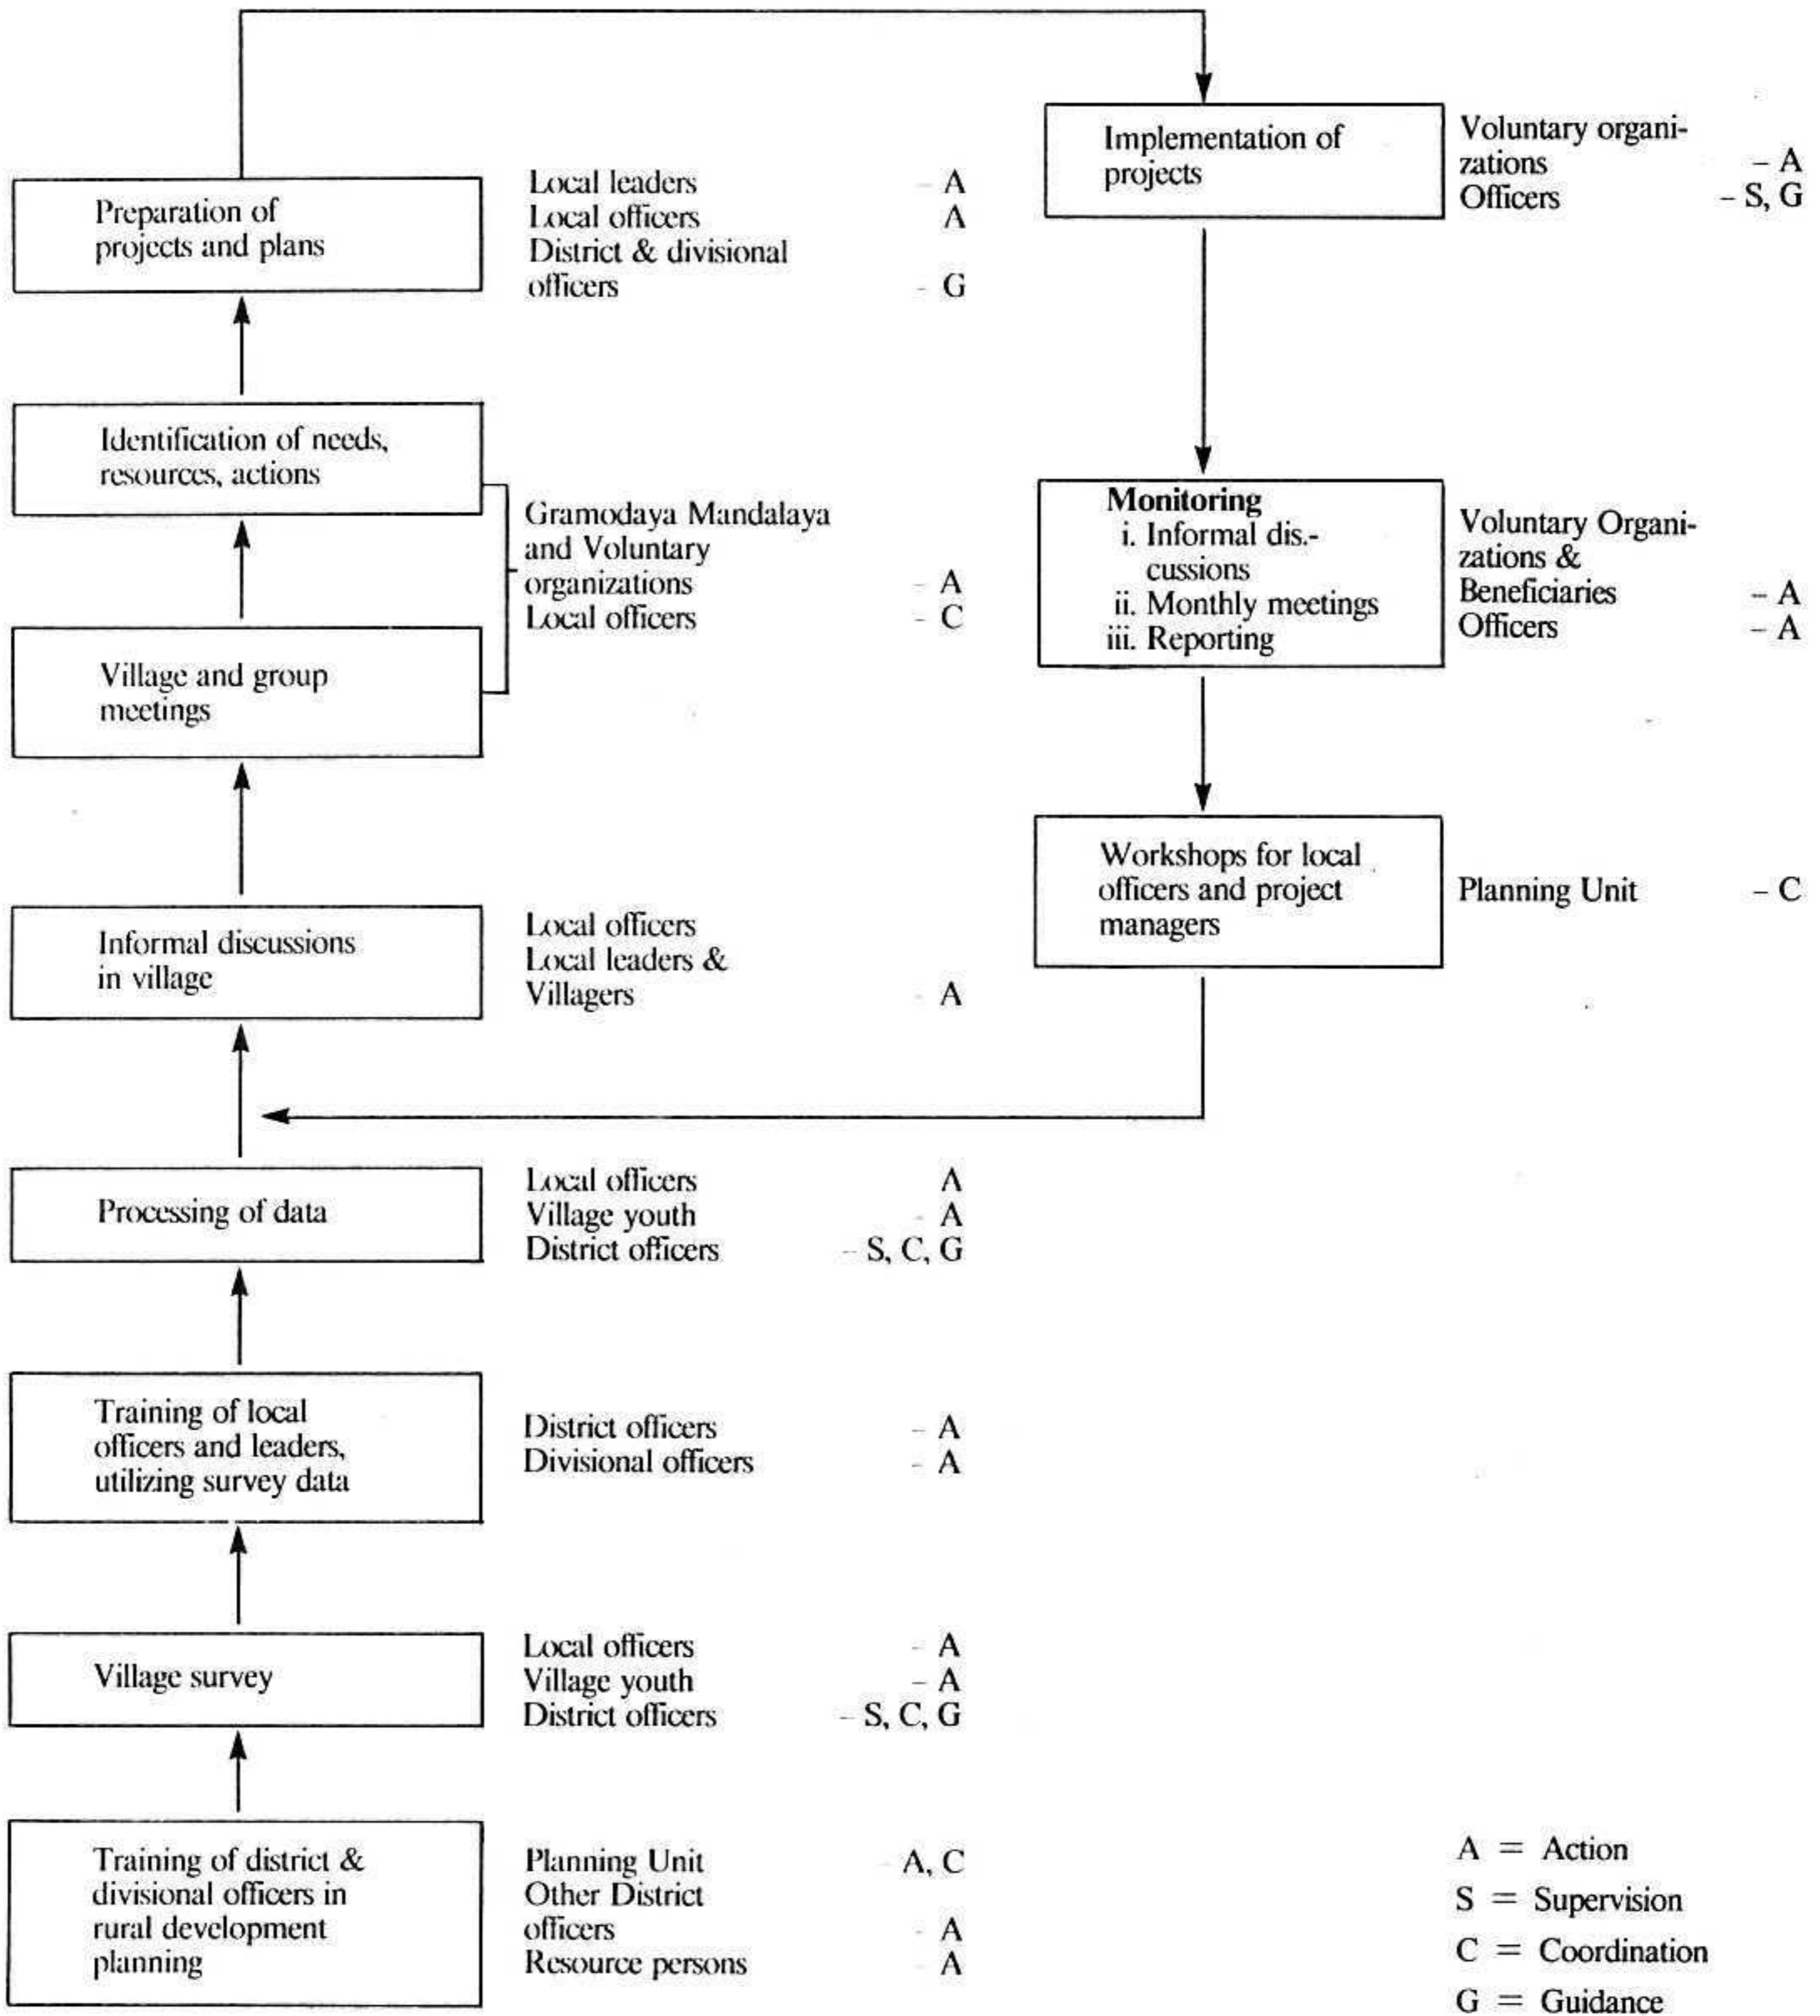 Preparation of
projects and plans
Local leaders – A
Local officers A
District & divisional
officers - G
Identification of needs,
resources, actions
Gramodaya Mandalaya
and Voluntary
organizations - A
Local officers - C
Village and group
meetings
Informal discussions
in village
Local officers
Local leaders &
Villagers - A
Processing of data
Local officers A
Village youth - A
District officers – S, C, G
Training of local
officers and leaders,
utilizing survey data
District officers – A
Divisional officers - A
Village survey
Local officers - A
Village youth – A
District officers – S, C, G
Training of district &
divisional officers in
rural development
planning
Planning Unit - A, C
Other District
officers - A
Resource persons - A
Implementation of
projects
Voluntary organi-
zations – A
Officers – S, G
Monitoring
i. Informal dis.-
cussions
ii. Monthly meetings
iii. Reporting
Voluntary Organi-
zations &
Beneficiaries – A
Officers – A
Workshops for local
officers and project
managers
Planning Unit – C
A = Action
S = Supervision
C = Coordination
G = Guidance